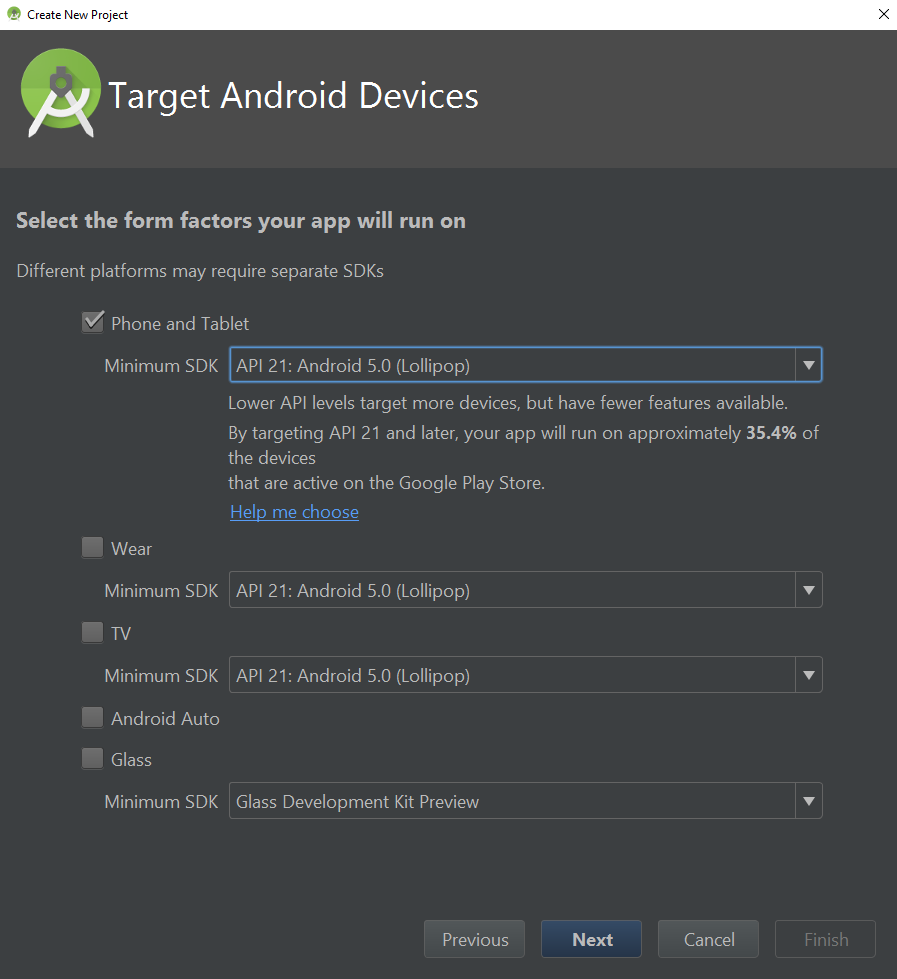 Create New Project
Target Android Devices
Select the form factors your app will run on
Different platforms may require separate SDKs
Phone and Tablet
Minimum SDK API 21: Android 5.0 (Lollipop)
Lower API levels target more devices, but have fewer features available.
By targeting API 21 and later, your app will run on approximately 35.4% of
the devices
that are active on the Google Play Store.
Help me choose
Wear
Minimum SDK API 21: Android 5.0 (Lollipop)
TV
Minimum SDK API 21: Android 5.0 (Lollipop)
Android Auto
Glass
Minimum SDK Glass Development Kit Preview
Previous Next Cancel Finish